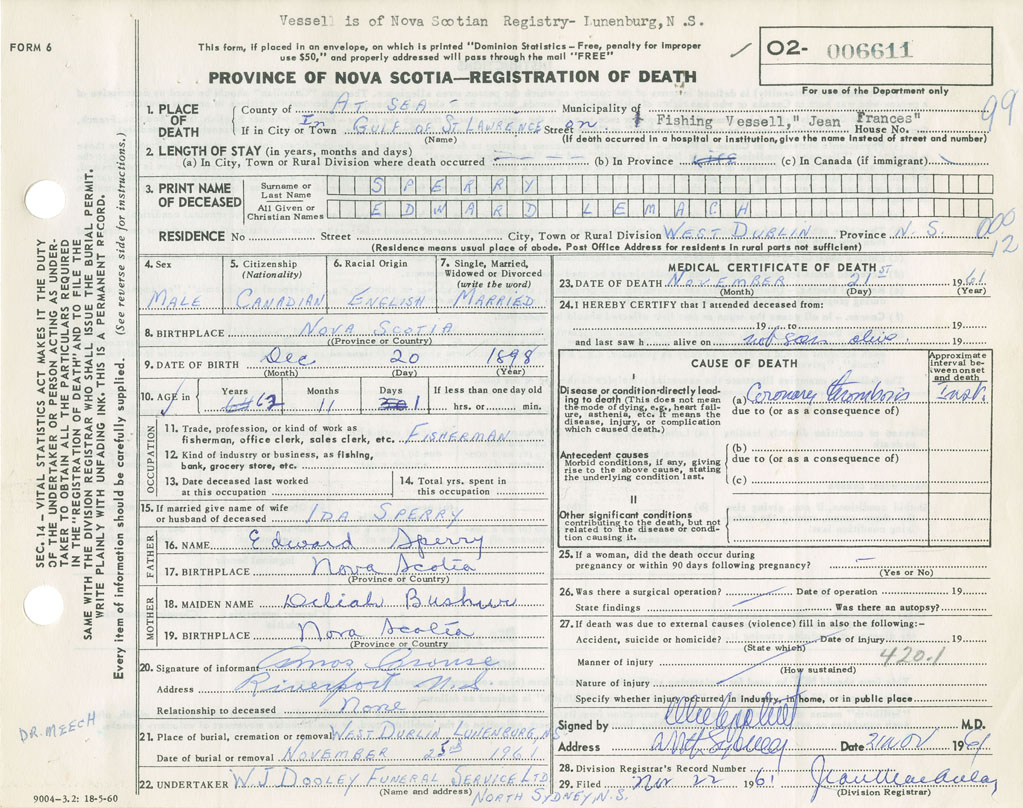 Vessell is of Nova Scotian Registry- Lunenburg, N .S.
FORM 6
This form, if placed in an envelope, on which is printed "Dominion Statistics – Free, penalty for improper
use $50," and properly addressed will pass through the mail "FREE"
02- 006611
PROVINCE OF NOVA SCOTIA—REGISTRATION OF DEATH
For use of the Department only
99
1. PLACE OF DEATH
County of AT SEA - Municipality of
If in City or Town In GULF OF ST LAWRENCE Street on Fishing Vessell," Jean Frances" House No.
(Name) (If death occurred in a hospital or institution, give the name instead of street and number)
2. LENGTH OF STAY (in years, months and days)
(a) In City, Town or Rural Division where death occurred – – – – (b) In Province LIFE (c) In Canada (if immigrant)
3. PRINT NAME OF DECEASED
Surname or Last Name SPERRY
All Given or Christian Names EDWARD LEMACH
000
12
RESIDENCE No Street City, Town or Rural Division WEST DUBLIN Province N. S.
(Residence means usual place of abode. Post Office Address for residents in rural parts not sufficient)
4. Sex MALE
5. Citizenship (Nationality) CANADIAN
6. Racial Origin ENGLISH
7. Single, Married, Widowed or Divorced (write the word) MARRIED
8. BIRTHPLACE NOVA SCOTIA
((Province or Country)
9. DATE OF BIRTH Dec 20 1898
(Month) (Day) (Year)
10. AGE in Years 62 Months 11 Days 1 If less than one day old hrs. or min.
OCCUPATION
11. Trade, profession, or kind of work as
fisherman, office clerk, sales clerk, etc. FISHERMAN
12. Kind of industry or business, as fishing,
bank, grocery store, etc.
13. Date deceased last worked at this occupation
14. Total yrs. spent in this occupation
15. If married give name of wife
or husband of deceased IDA SPERRY
FATHER
16. NAME Edward Sperry
17. BIRTHPLACE Nova Scotia
(Province or Country)
MOTHER
18. MAIDEN NAME Deliah
19. BIRTHPLACE Nova Scotia
(Province or Country
20. Signature of informant Amos Crouse
Address Riverport N.S
Relationship to deceased None
21. Place of burial, cremation or removal WEST DUBLIN LUNENBURG, NS
Date of burial or removal NOVEMBER 25th 1961
22. UNDERTAKER W J DOOLEY FUNERAL SERVICE LTD.
(Name and address) NORTH SYDNEY, N.S.
9004-3.2: 18-5-60
DR. MEECH
SEC. 14 – VITAL STATISTICS ACT MAKES IT THE DUTY
OF THE UNDERTAKER OR PERSON ACTING AS UNDER-
TAKER TO OBTAIN ALL THE PARTICULARS REQUIRED
IN THE "REGISTRATION OF DEATH" AND TO FILE THE
SAME WITH THE DIVISION REGISTRAR WHO SHALL ISSUE THE BURIAL PERMIT.
WRITE PLAINLY WITH UNFADING INK. THIS IS A PERMANENT RECORD.
Every item of information should be carefully supplied. (See reverse side for instructions.)
MEDICAL CERTIFICATE OF DEATH
23. DATE OF DEATH NOVEMBER 21 ST 1961
(Month) (Day) (Year)
24. I HEREBY CERTIFY that I attended deceased from:
19 to 19
and last saw h alive on not seen alive. 19
CAUSE OF DEATH
Approximate interval between onset and death
I
Disease or condition directly leading to death (This does not mean the mode of dying, e.g., heart failure, asthenia, etc. It means the disease, injury, or complication which caused death.)
(a) Coronary thrombosis Inst.
due to (or as a consequence of)
Antecedent causes
Morbid conditions, if any, giving rise to the above cause, stating the underlying condition last.
(b)
due to (or as a consequence of)
(c)
II
Other significant conditions
contributing to the death, but not related to the disease or condition causing it.
25. If a woman, did the death occur during
pregnancy or within 90 days following pregnancy? —
(Yes or No)
26. Was there a surgical operation? Date of operation 19
State findings Was there an autopsy?
27. If death was due to external causes (violence) fill in also the following:–
Accident, suicide or homicide? Date of injury 19
(State which)
420.1
Manner of injury
(How sustained)
Nature of injury
Specify whether injury occurred in industry, in home, or in public place
Signed by M.D.
Address Nth Sydney Date 21 NOV 1961
28. Division Registrar's Record Number
29. Filed Nov 22 1961 Jean MacAulay
(Division Registrar)